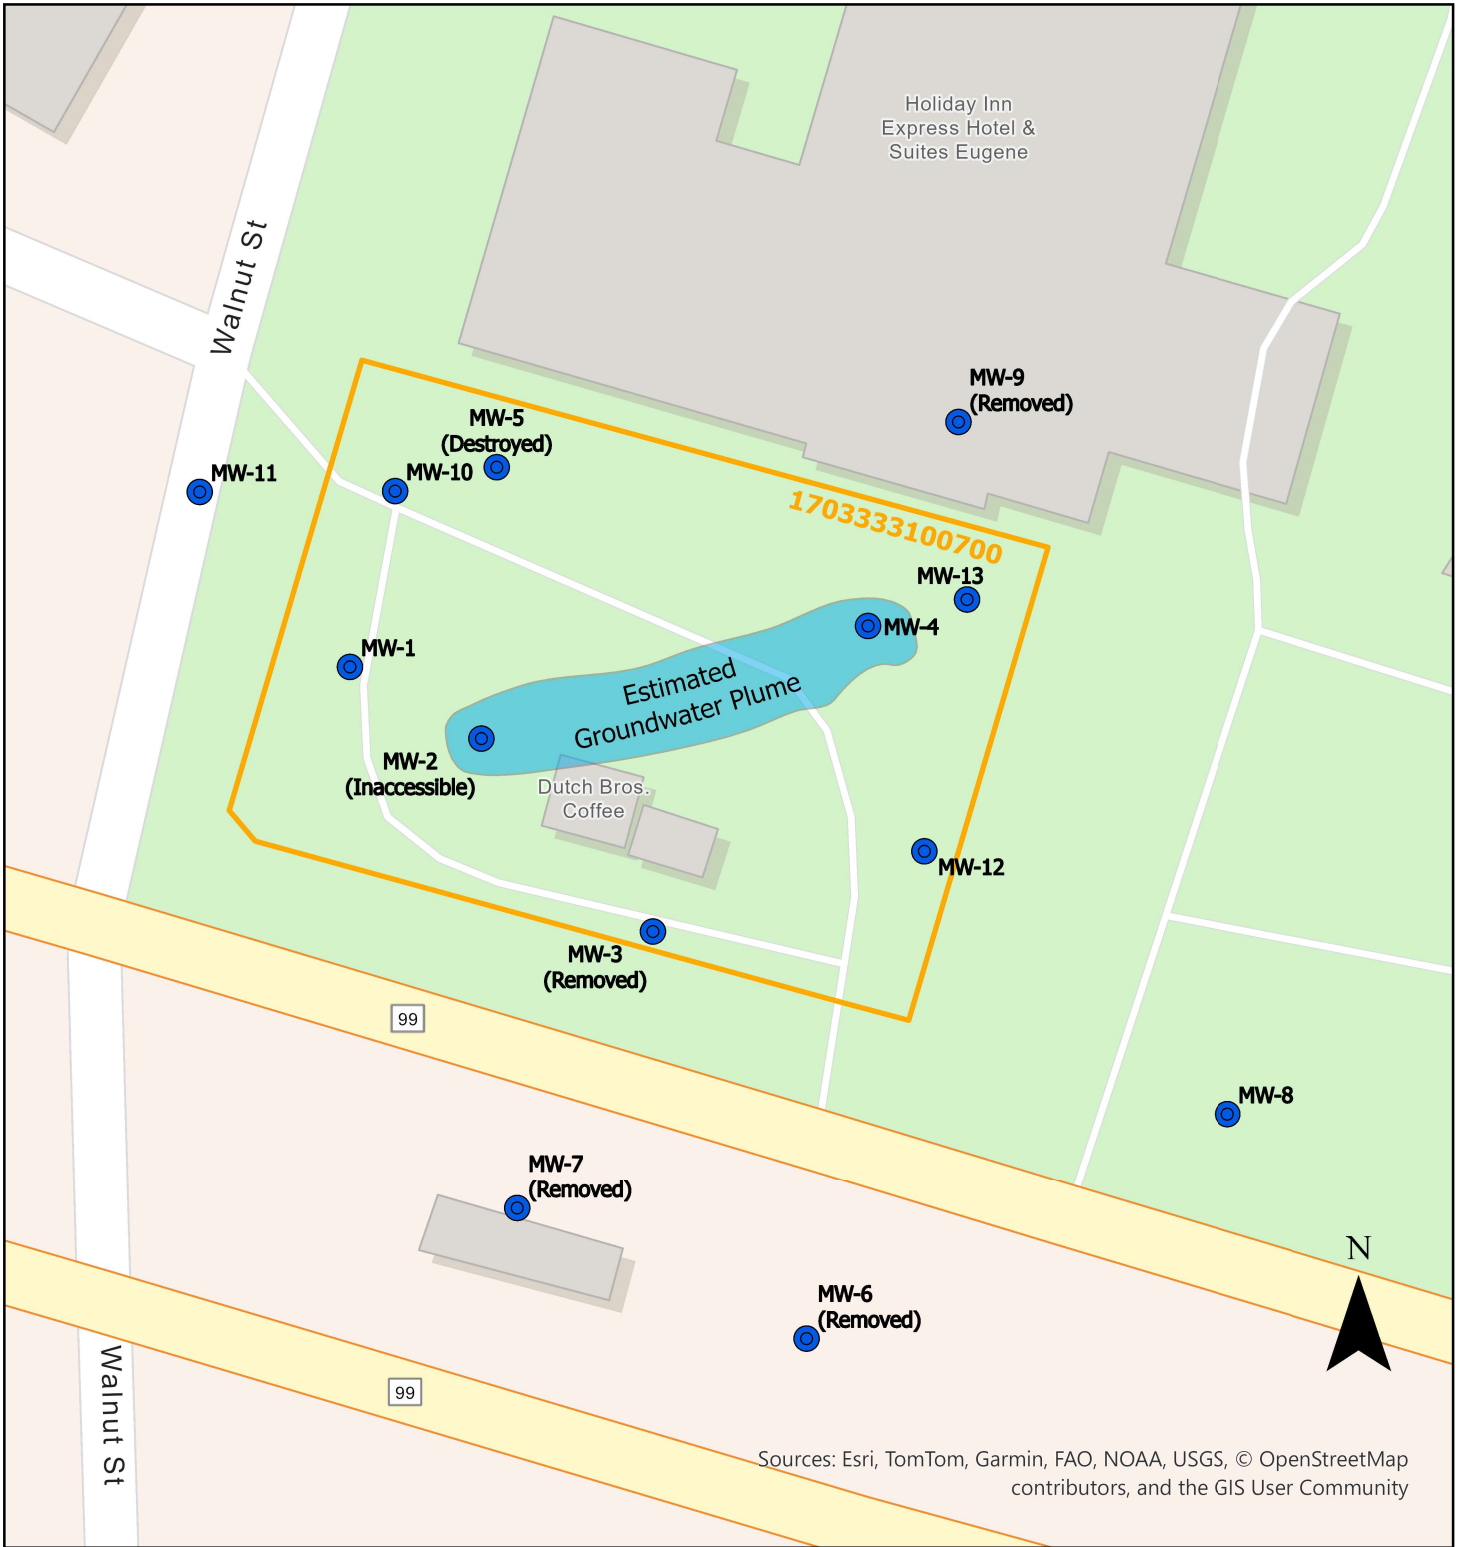 Holiday Inn
Express Hotel &
Suites Eugene
Walnut St
MW-9
(Removed)
MW-5
(Destroyed)
MW-10
MW-11
1703333100700
MW-13
MW-4
MW-1
Estimated
Groundwater Plume
MW-2
(Inaccessible)
Dutch Bros.
Coffee
MW-12
MW-3
(Removed)
99
MW-8
MW-7
(Removed)
N
MW-6
(Removed)
Walnut St
99
Sources: Esri, TomTom, Garmin, FAO, NOAA, USGS, © OpenStreetMap
contributors, and the GIS User Community